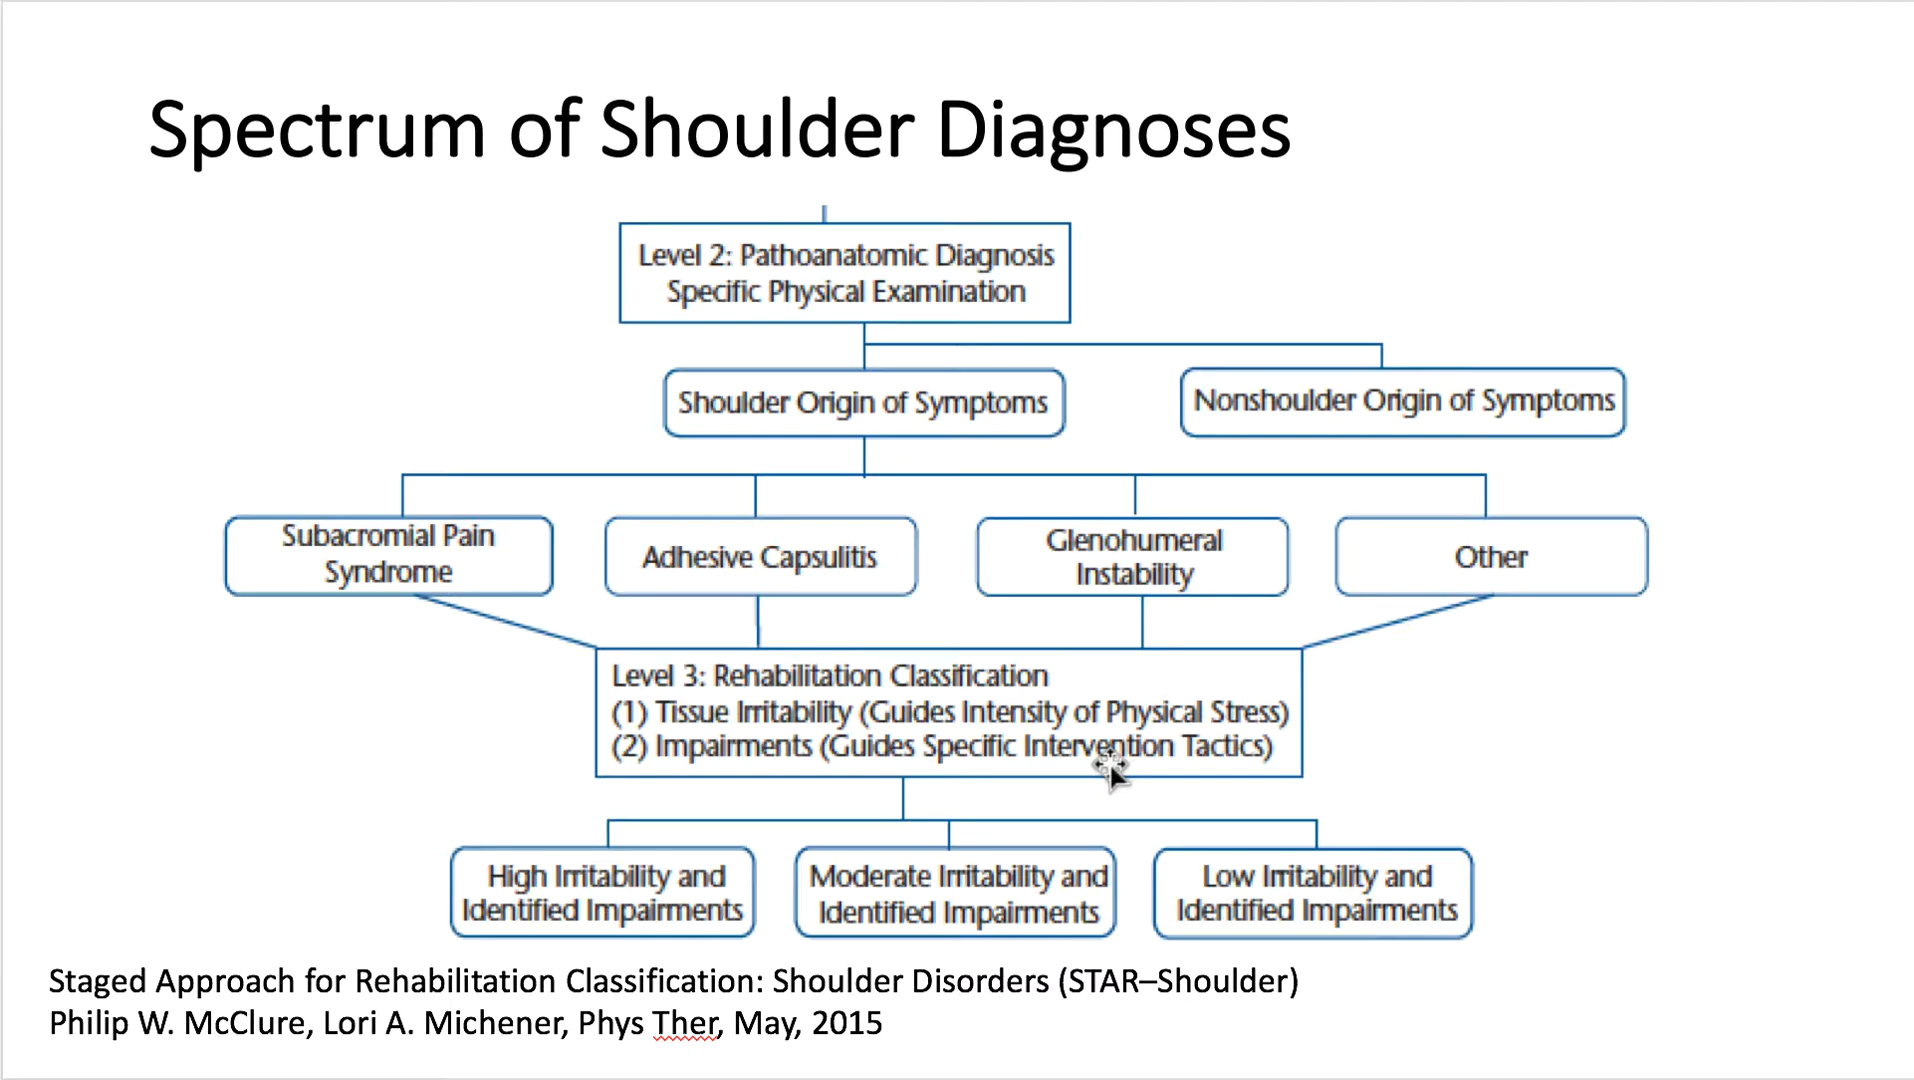 Spectrum of Shoulder Diagnoses
Level 2: Pathoanatomic Diagnosis
Specific Physical Examination
Shoulder Origin of Symptoms
Nonshoulder Origin of Symptoms
Subacromial Pain
Syndrome
Adhesive Capsulitis
Glenohumeral
Instability
Other
Level 3: Rehabilitation Classification
(1) Tissue Irritability (Guides Intensity of Physical Stress)
(2) Impairments (Guides Specific Intervention Tactics)
High Irritability and
Identified Impairments
Moderate Irritability and
Identified Impairments
Low Irritability and
Identified Impairments
Staged Approach for Rehabilitation Classification: Shoulder Disorders (STAR–Shoulder)
Philip W. McClure, Lori A. Michener, Phys Ther, May, 2015